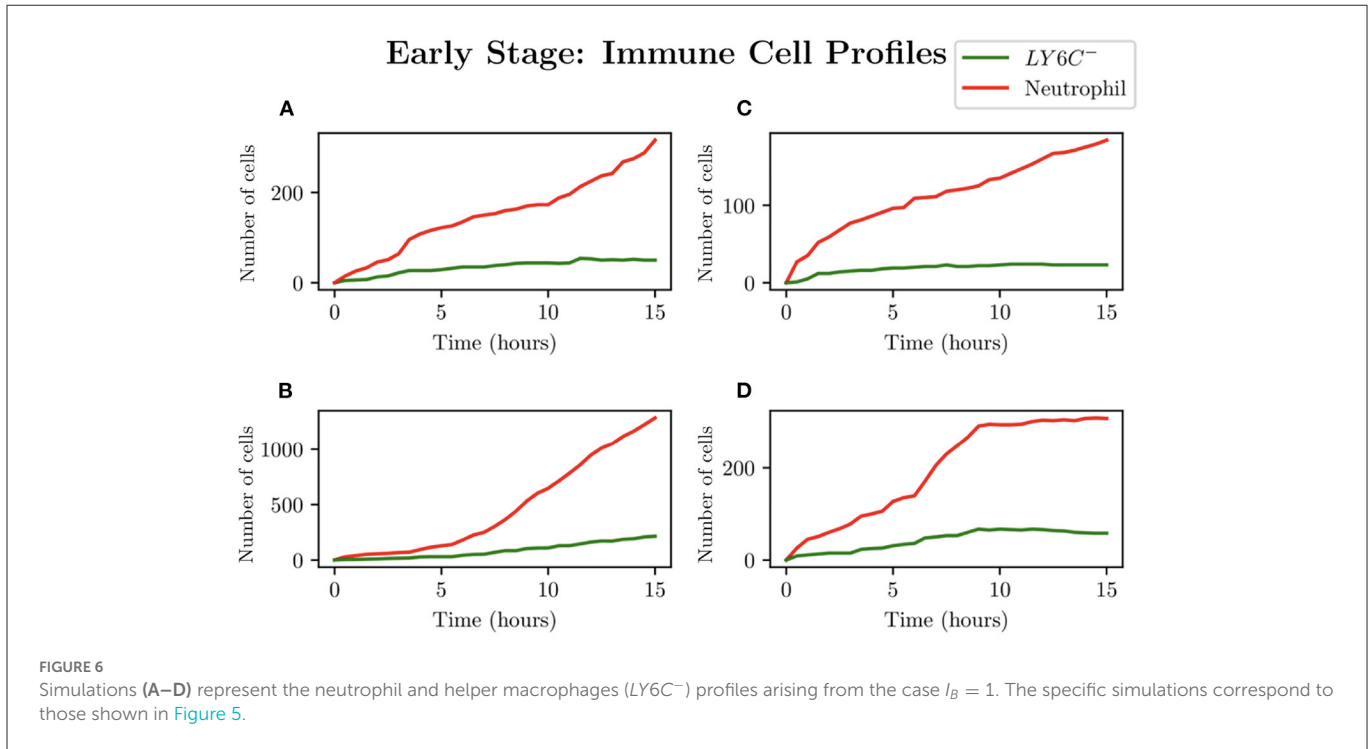 Early Stage: Immune Cell Profiles
LY6C⁻
Neutrophil
A
Number of cells
200
0
0
5
10
15
Time (hours)
C
Number of cells
100
0
0
5
10
15
Time (hours)
B
Number of cells
1000
500
0
0
5
10
15
Time (hours)
D
Number of cells
200
0
0
5
10
15
Time (hours)
FIGURE 6
Simulations (A–D) represent the neutrophil and helper macrophages (LY6C⁻) profiles arising from the case I_B = 1. The specific simulations correspond to
those shown in Figure 5.